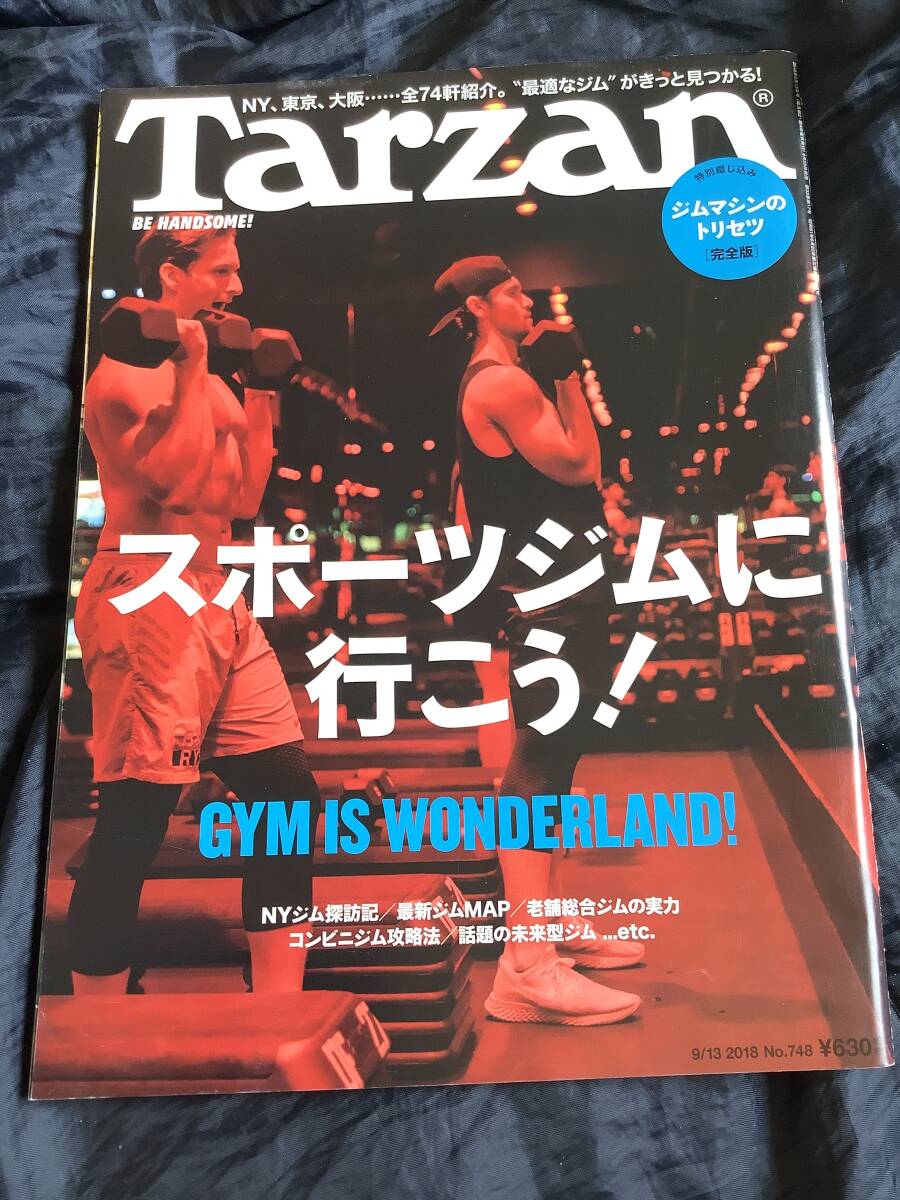 NY、東京、大阪……全74軒紹介。“最適なジム”がきっと見つかる!
Tarzan®
BE HANDSOME!
特別綴じ込み
ジムマシンの
トリセツ
[完全版]
スポーツジムに
行こう!
GYM IS WONDERLAND!
NYジム探訪記/最新ジムMAP/老舗総合ジムの実力
コンビニジム攻略法/話題の未来型ジム ...etc.
9/13 2018 No.748 ¥630